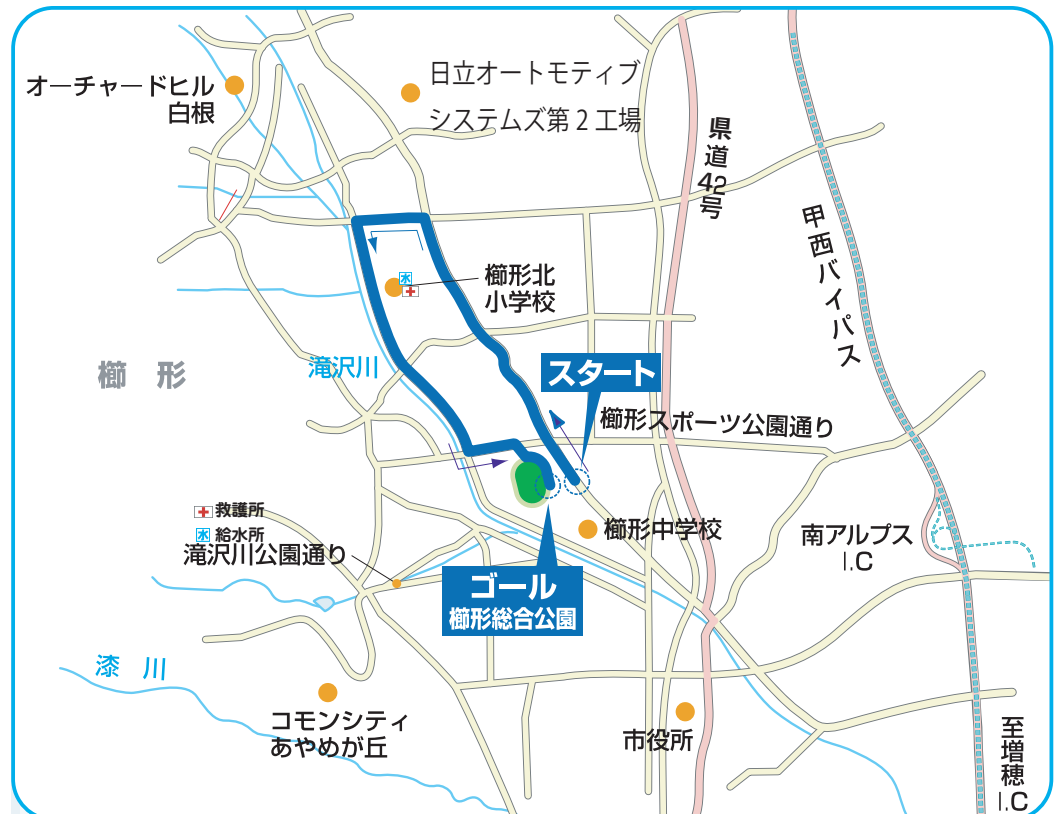 オーチャードヒル
白根
日立オートモティブ
システムズ第2工場
県道42号
甲西バイパス
水
櫛形北
小学校
櫛形
滝沢川
スタート
櫛形スポーツ公園通り
救護所
水 給水所
滝沢川公園通り
櫛形中学校
南アルプス
I.C
ゴール
櫛形総合公園
漆川
コモンシティ
あやめが丘
市役所
至増穂I.C